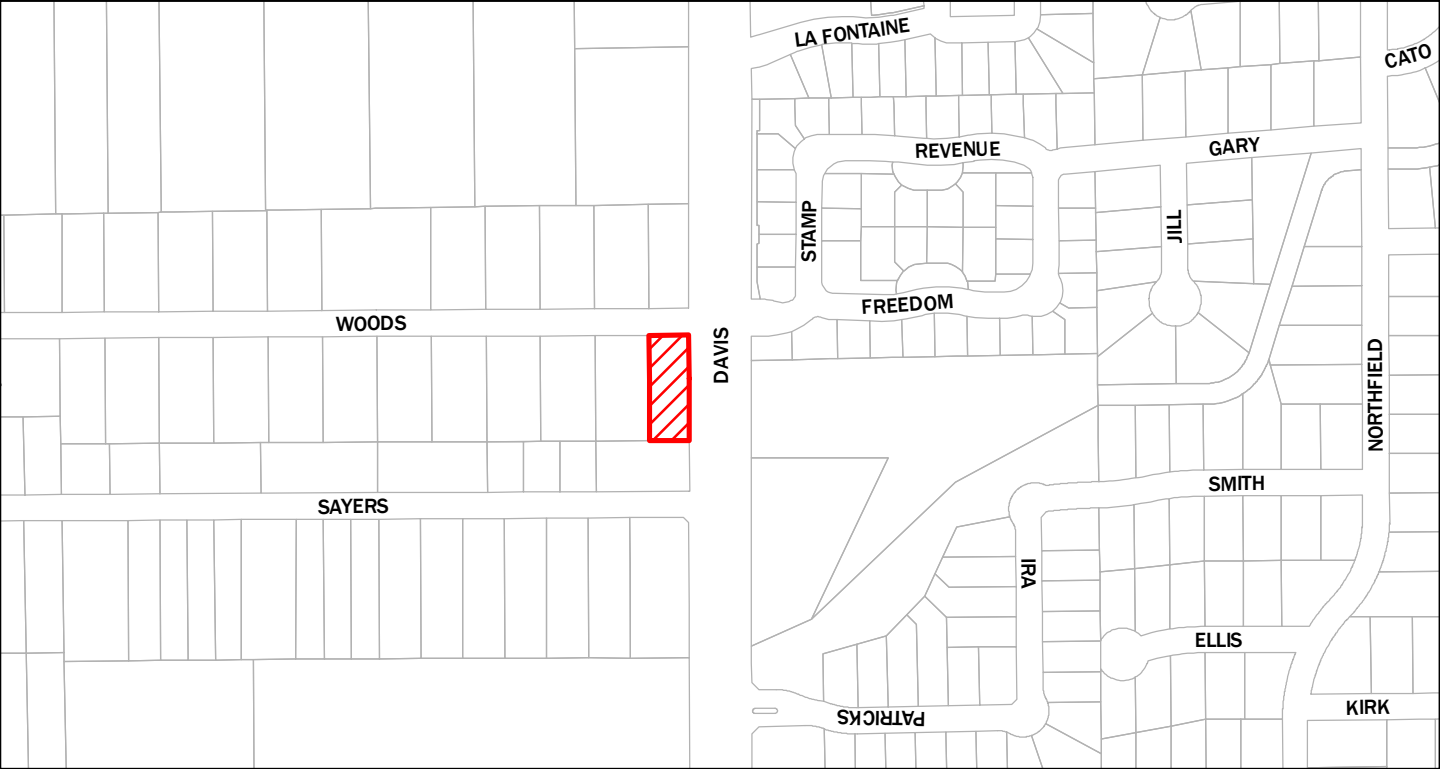 LA FONTAINE
CATO
REVENUE
GARY
STAMP
JILL
FREEDOM
WOODS
DAVIS
NORTHFIELD
SMITH
SAYERS
IRA
ELLIS
KIRK
PATRICKS